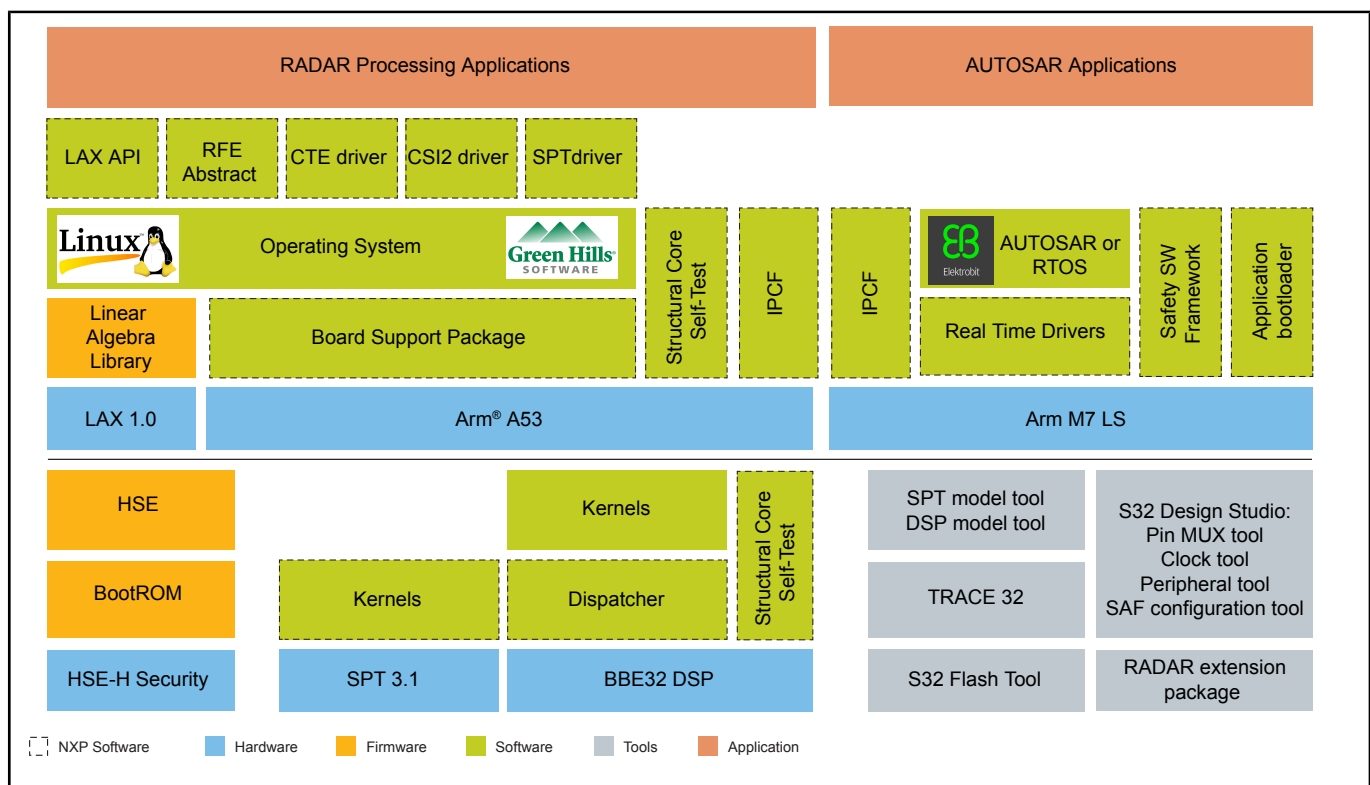 RADAR Processing Applications
AUTOSAR Applications
LAX API
RFE
Abstract
CTE driver
CSI2 driver
SPTdriver
Linux
Operating System
Green Hills
SOFTWARE
Structural Core
Self-Test
IPCF
IPCF
EB
Elektrobit
AUTOSAR or
RTOS
Safety SW
Framework
Application
bootloader
Linear
Algebra
Library
Board Support Package
Real Time Drivers
LAX 1.0
Arm® A53
Arm M7 LS
HSE
Kernels
Structural Core
Self-Test
SPT model tool
DSP model tool
S32 Design Studio:
Pin MUX tool
Clock tool
Peripheral tool
SAF configuration tool
BootROM
Kernels
Dispatcher
TRACE 32
HSE-H Security
SPT 3.1
BBE32 DSP
S32 Flash Tool
RADAR extension
package
NXP Software
Hardware
Firmware
Software
Tools
Application